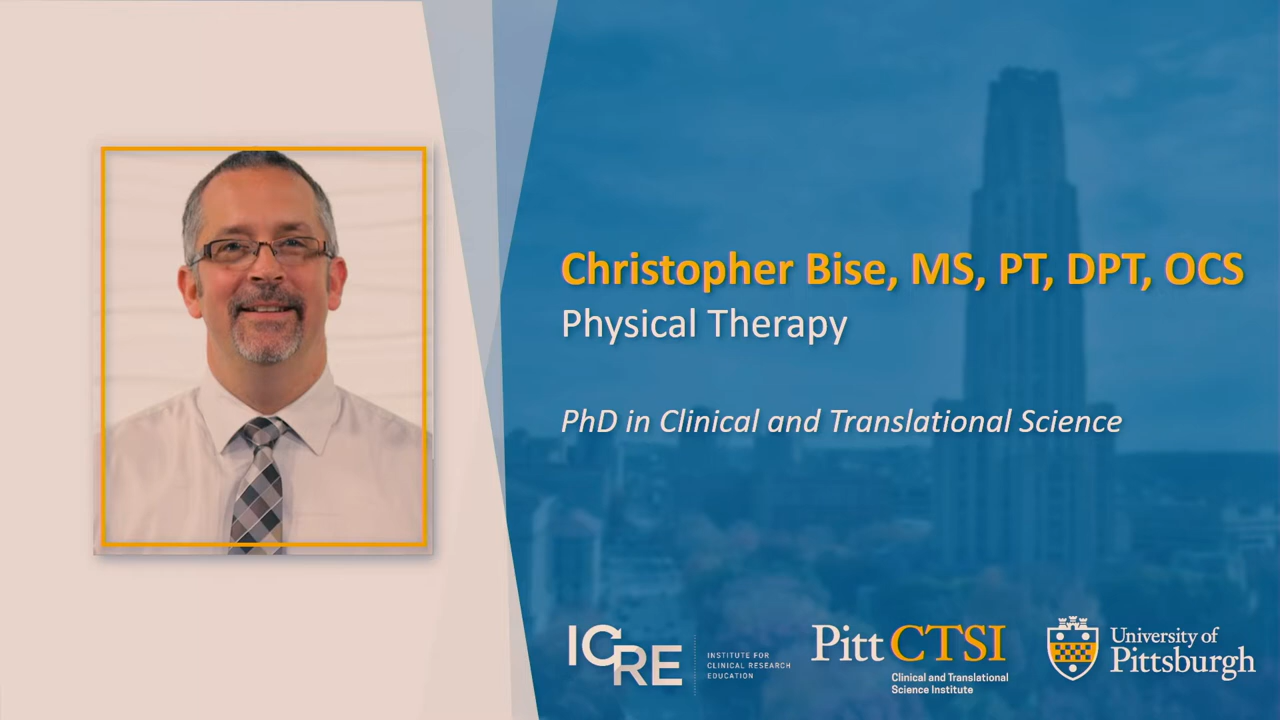 Christopher Bise, MS, PT, DPT, OCS
Physical Therapy
PhD in Clinical and Translational Science
ICRE
INSTITUTE FOR
CLINICAL RESEARCH
EDUCATION
Pitt CTSI
Clinical and Translational
Science Institute
University of
Pittsburgh